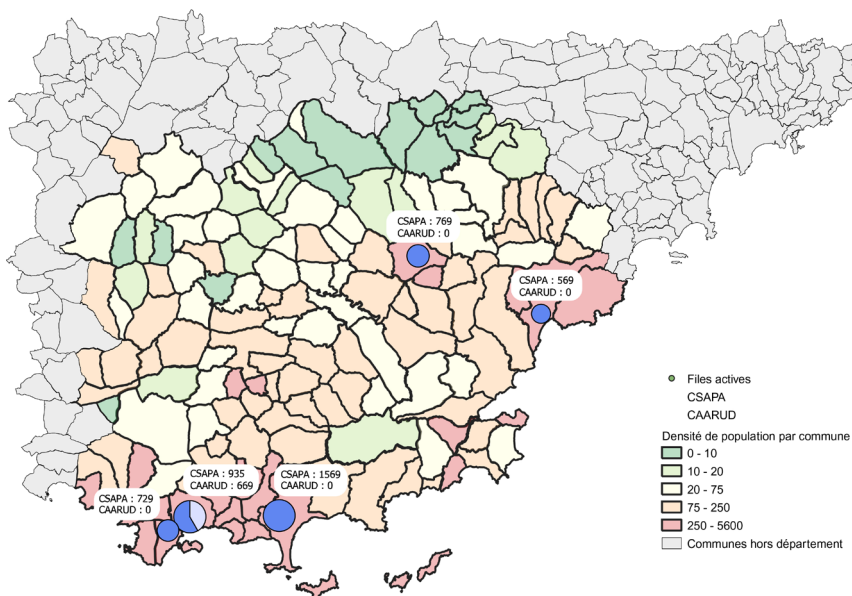 CSAPA : 769
CAARUD : 0
CSAPA : 569
CAARUD : 0
CSAPA : 935
CAARUD : 669
CSAPA : 1569
CAARUD : 0
CSAPA : 729
CAARUD : 0
Files actives
CSAPA
CAARUD
Densité de population par commune
0 - 10
10 - 20
20 - 75
75 - 250
250 - 5600
Communes hors département